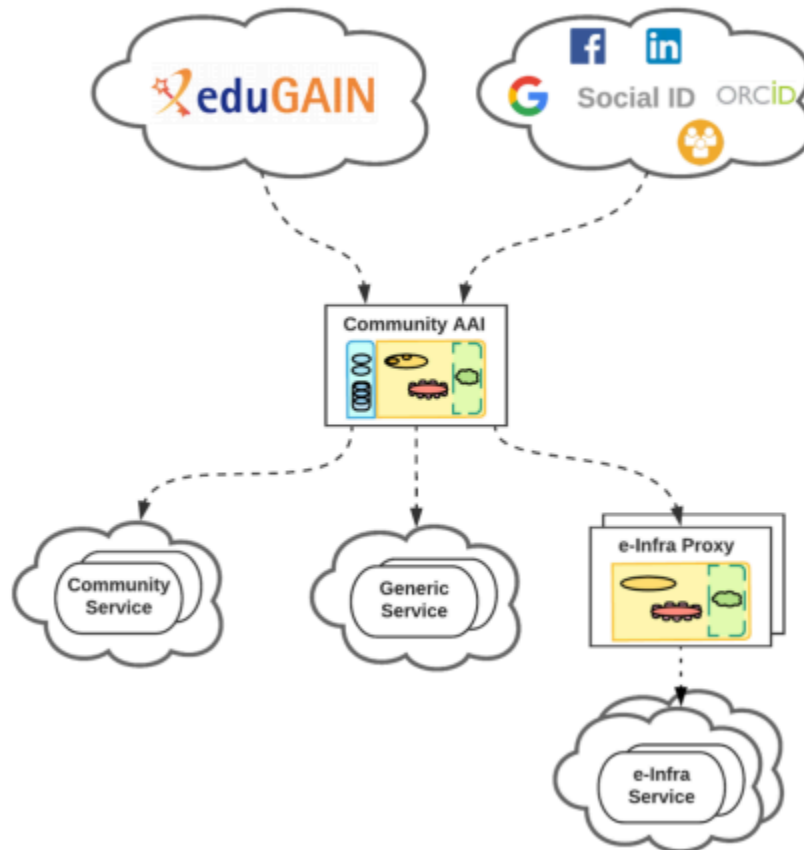 eduGAIN
Social ID
ORCiD
Community AAI
Community
Service
Generic
Service
e-Infra Proxy
e-Infra
Service